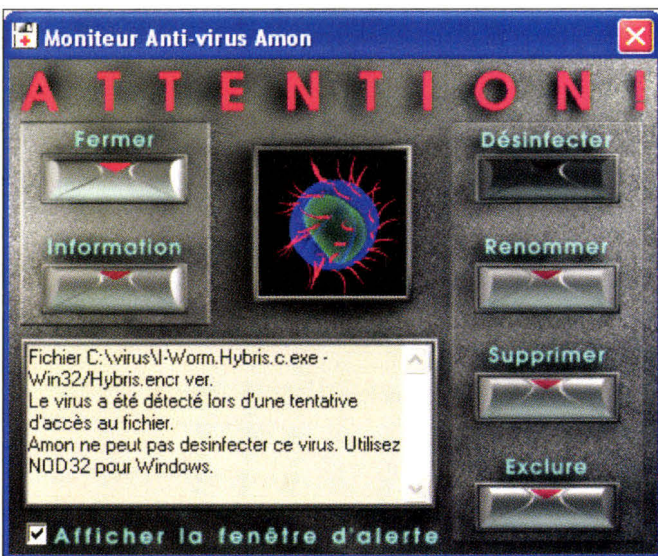 Moniteur Anti-virus Amon
ATTENTION!
Fermer
Information
Désinfecter
Renommer
Supprimer
Exclure
Fichier C:\virus\I-Worm.Hybris.c.exe -
Win32/Hybris.encr ver.
Le virus a été détecté lors d'une tentative
d'accès au fichier.
Amon ne peut pas desinfecter ce virus. Utilisez
NOD32 pour Windows.
Afficher la fenêtre d'alerte